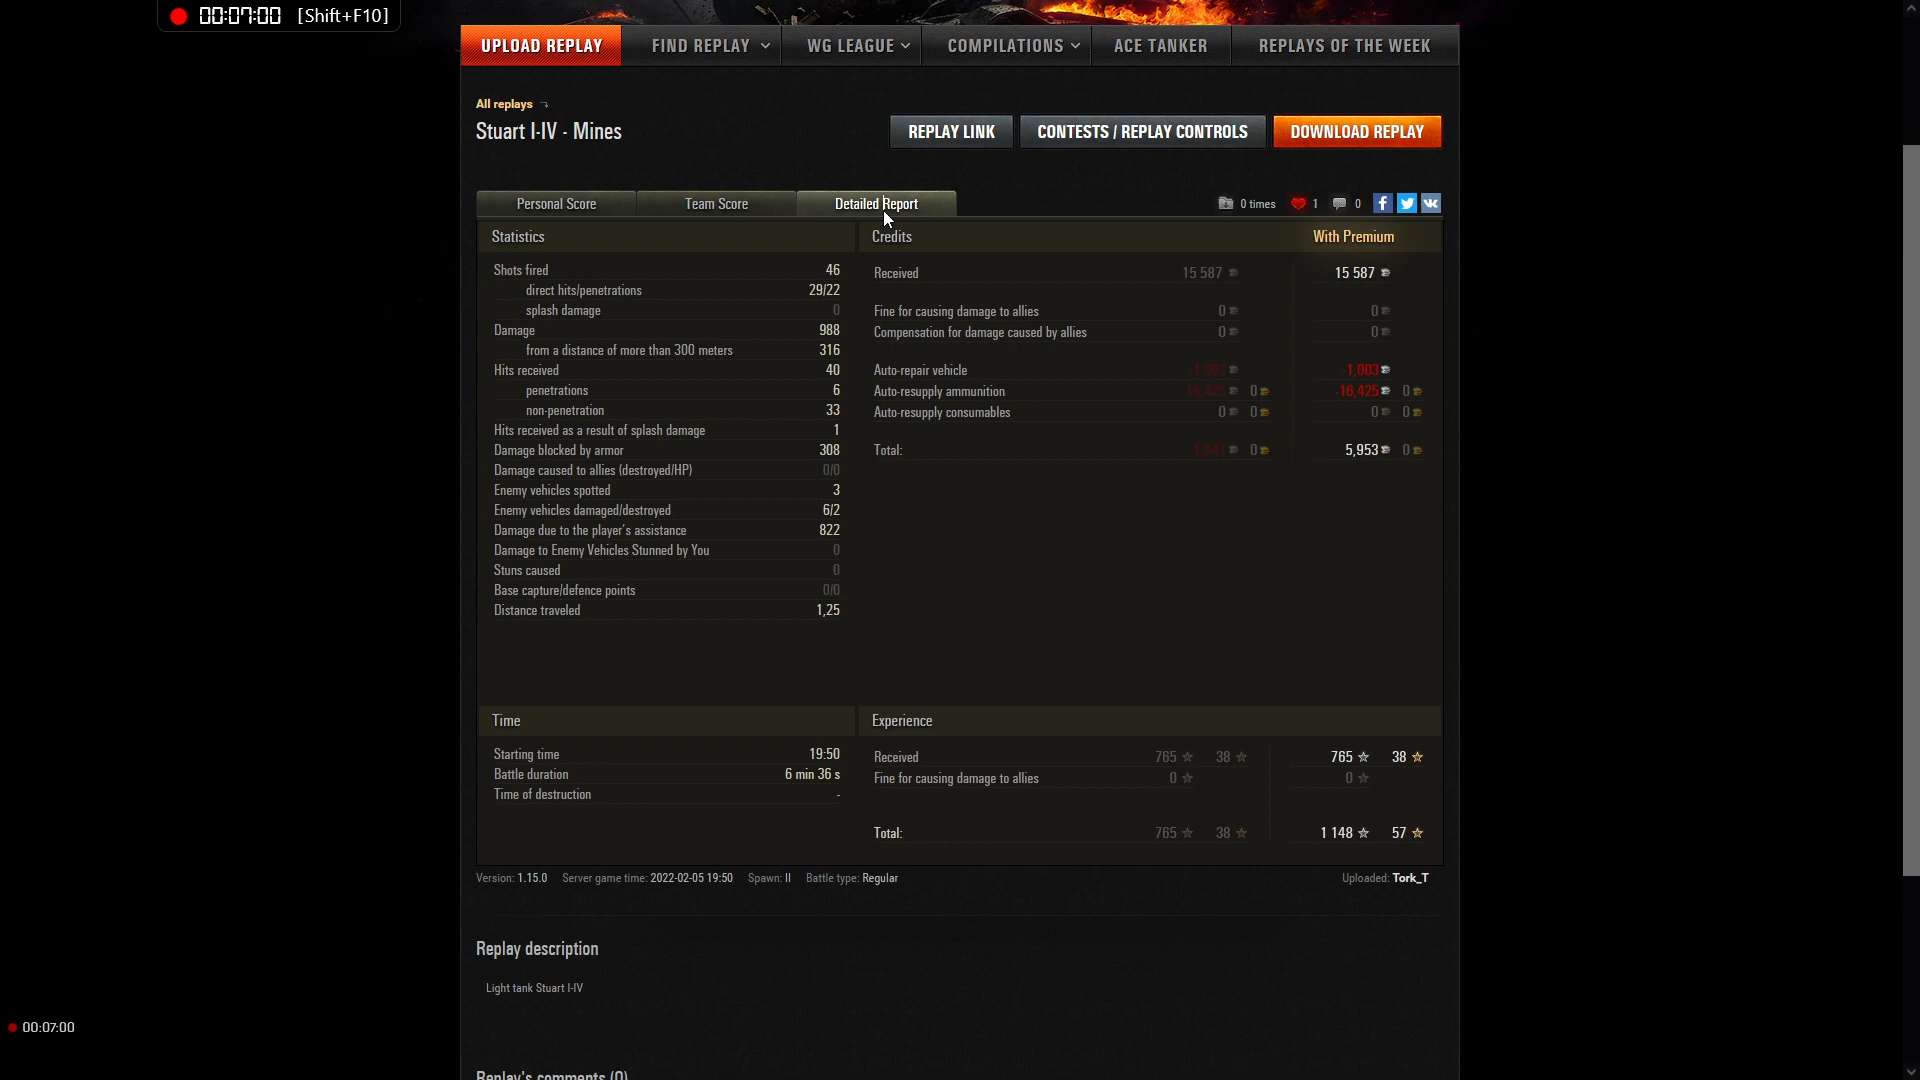 00:07:00 [Shift+F10]
UPLOAD REPLAY FIND REPLAY WG LEAGUE COMPILATIONS ACE TANKER REPLAYS OF THE WEEK
All replays
Stuart I-IV - Mines
REPLAY LINK CONTESTS / REPLAY CONTROLS DOWNLOAD REPLAY
Personal Score Team Score Detailed Report 0 times 1 0
Statistics Credits With Premium
Shots fired 46 Received 15 587 15 587
direct hits/penetrations 29/22
splash damage 0 Fine for causing damage to allies 0 0
Damage 988 Compensation for damage caused by allies 0 0
from a distance of more than 300 meters 316
Hits received 40 Auto-repair vehicle -1,003 -1,003
penetrations 6 Auto-resupply ammunition -16,425 0 -16,425 0
non-penetration 33 Auto-resupply consumables 0 0 0 0
Hits received as a result of splash damage 1
Damage blocked by armor 308 Total: 0 5,953 0
Damage caused to allies (destroyed/HP) 0/0
Enemy vehicles spotted 3
Enemy vehicles damaged/destroyed 6/2
Damage due to the player's assistance 822
Damage to Enemy Vehicles Stunned by You 0
Stuns caused 0
Base capture/defence points 0/0
Distance traveled 1,25
Time Experience
Starting time 19:50 Received 765 38 765 38
Battle duration 6 min 36 s Fine for causing damage to allies 0 0
Time of destruction -
Total: 765 38 1 148 57
Version: 1.15.0 Server game time: 2022-02-05 19:50 Spawn: II Battle type: Regular Uploaded: Tork_T
Replay description
Light tank Stuart I-IV
00:07:00
Replay's comments (0)